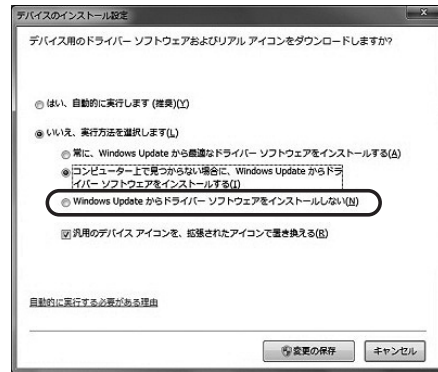 デバイスのインストール設定
デバイス用のドライバー ソフトウェアおよびリアル アイコンをダウンロードしますか?
はい、自動的に実行します (推奨)(Y)
いいえ、実行方法を選択します(L)
常に、Windows Update から最適なドライバー ソフトウェアをインストールする(A)
コンピューター上で見つからない場合に、Windows Update からドラ
イバー ソフトウェアをインストールする(I)
Windows Update からドライバー ソフトウェアをインストールしない(N)
汎用のデバイス アイコンを、拡張されたアイコンで置き換える(R)
自動的に実行する必要がある理由
変更の保存 キャンセル